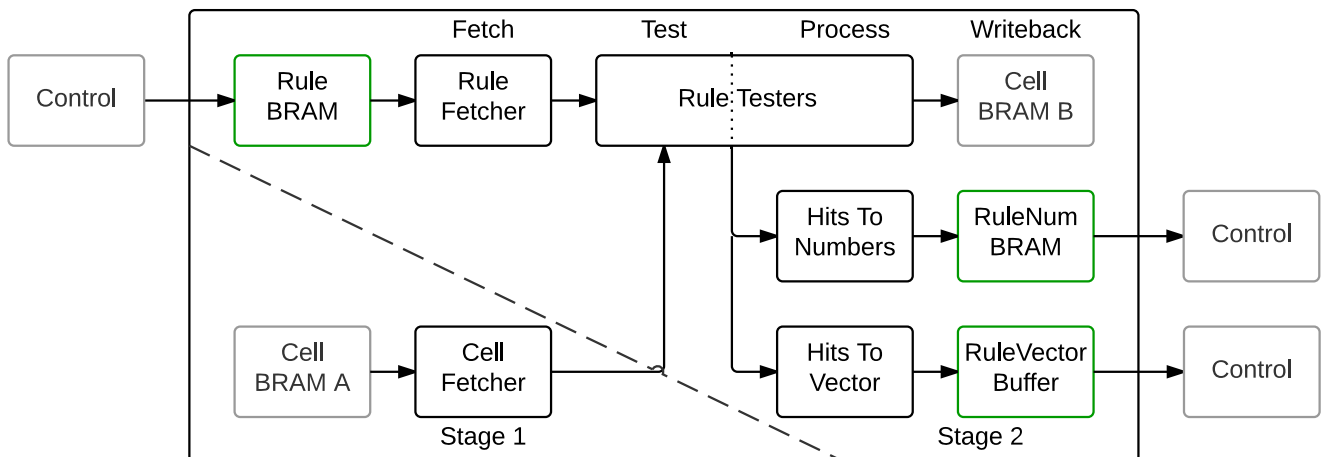 Fetch
Test
Process
Writeback
Control
Rule
BRAM
Rule
Fetcher
Rule Testers
Cell
BRAM B
Hits To
Numbers
RuleNum
BRAM
Control
Cell
BRAM A
Cell
Fetcher
Hits To
Vector
RuleVector
Buffer
Control
Stage 1
Stage 2